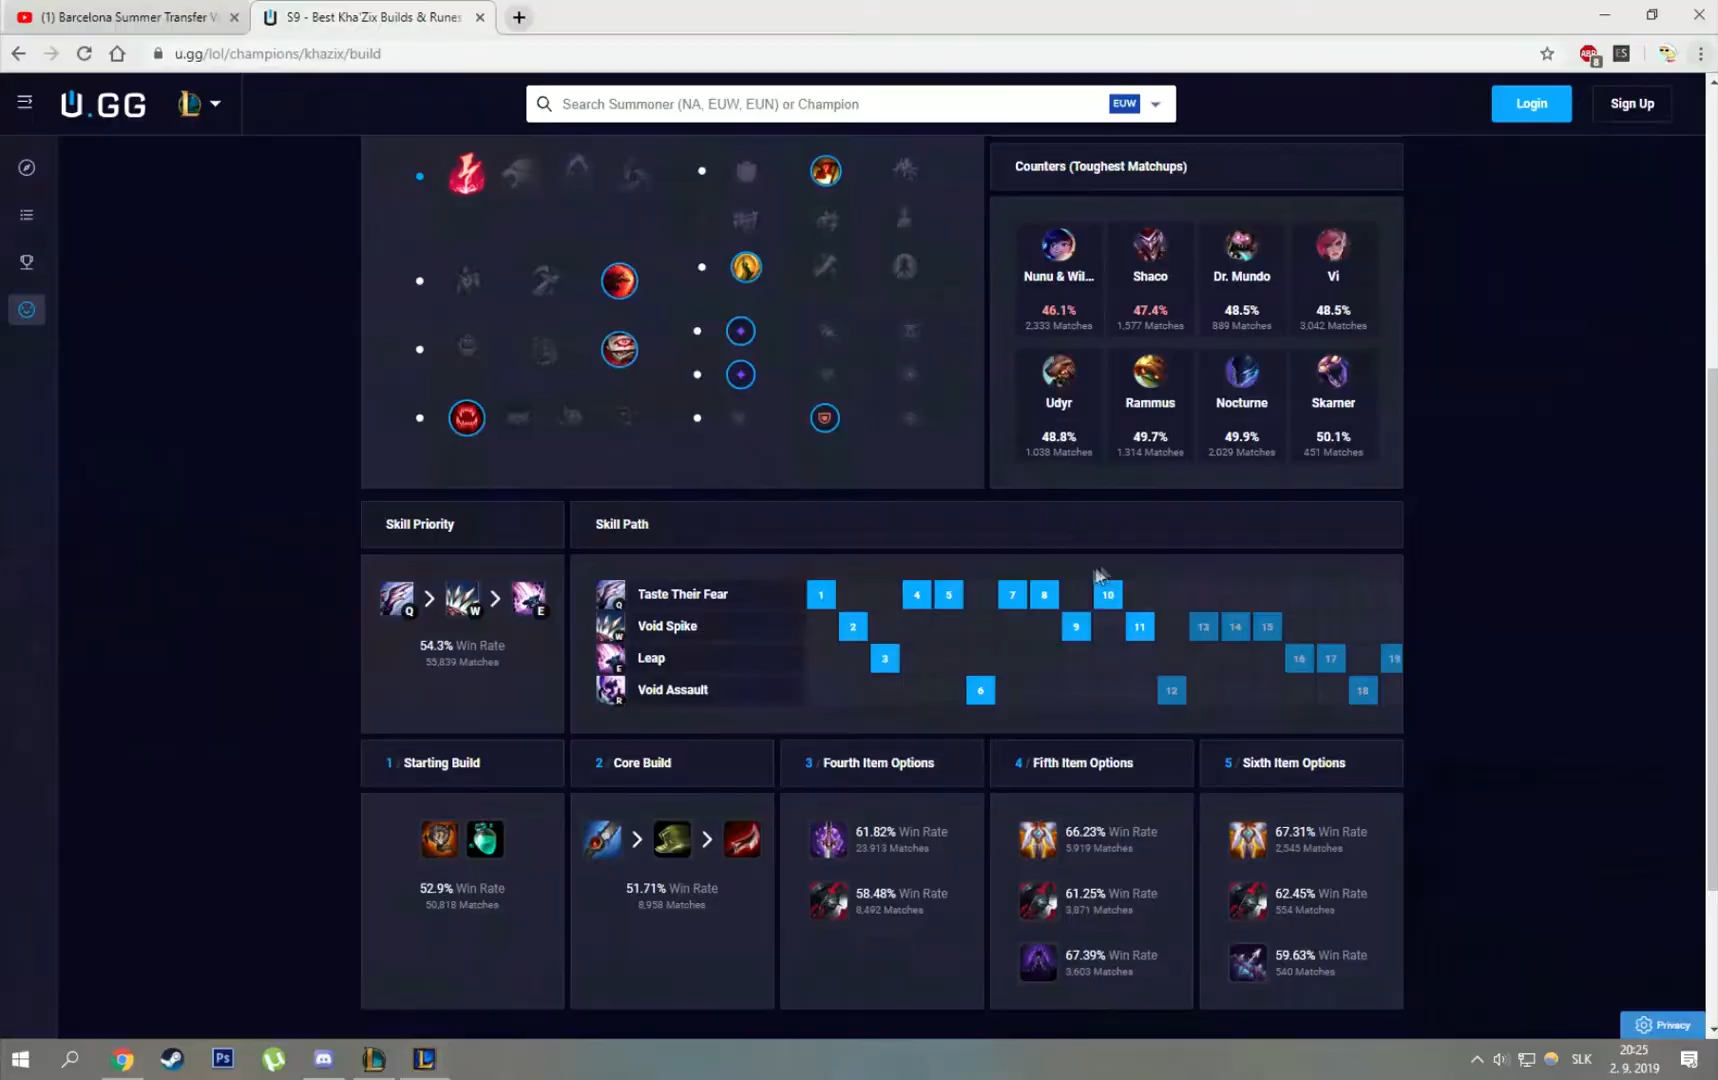 (1) Barcelona Summer Transfer V
S9 - Best Kha'Zix Builds & Runes
u.gg/lol/champions/khazix/build
ABP
8
ES
U.GG
Search Summoner (NA, EUW, EUN) or Champion
EUW
Login
Sign Up
Counters (Toughest Matchups)
Nunu & Wil... Shaco Dr. Mundo Vi
46.1% 47.4% 48.5% 48.5%
2,333 Matches 1,577 Matches 889 Matches 3,042 Matches
Udyr Rammus Nocturne Skarner
48.8% 49.7% 49.9% 50.1%
1,038 Matches 1,314 Matches 2,029 Matches 451 Matches
Skill Priority
Skill Path
Q > W > E
54.3% Win Rate
55,839 Matches
Q Taste Their Fear 1 4 5 7 8 10
W Void Spike 2 9 11 13 14 15
E Leap 3 16 17 19
R Void Assault 6 12 18
1 / Starting Build
2 / Core Build
3 / Fourth Item Options
4 / Fifth Item Options
5 / Sixth Item Options
52.9% Win Rate
50,818 Matches
51.71% Win Rate
8,958 Matches
61.82% Win Rate
23,913 Matches
58.48% Win Rate
8,492 Matches
66.23% Win Rate
5,919 Matches
61.25% Win Rate
3,871 Matches
67.39% Win Rate
3,603 Matches
67.31% Win Rate
2,545 Matches
62.45% Win Rate
554 Matches
59.63% Win Rate
540 Matches
Privacy
Ps
SLK
20:25
2. 9. 2019